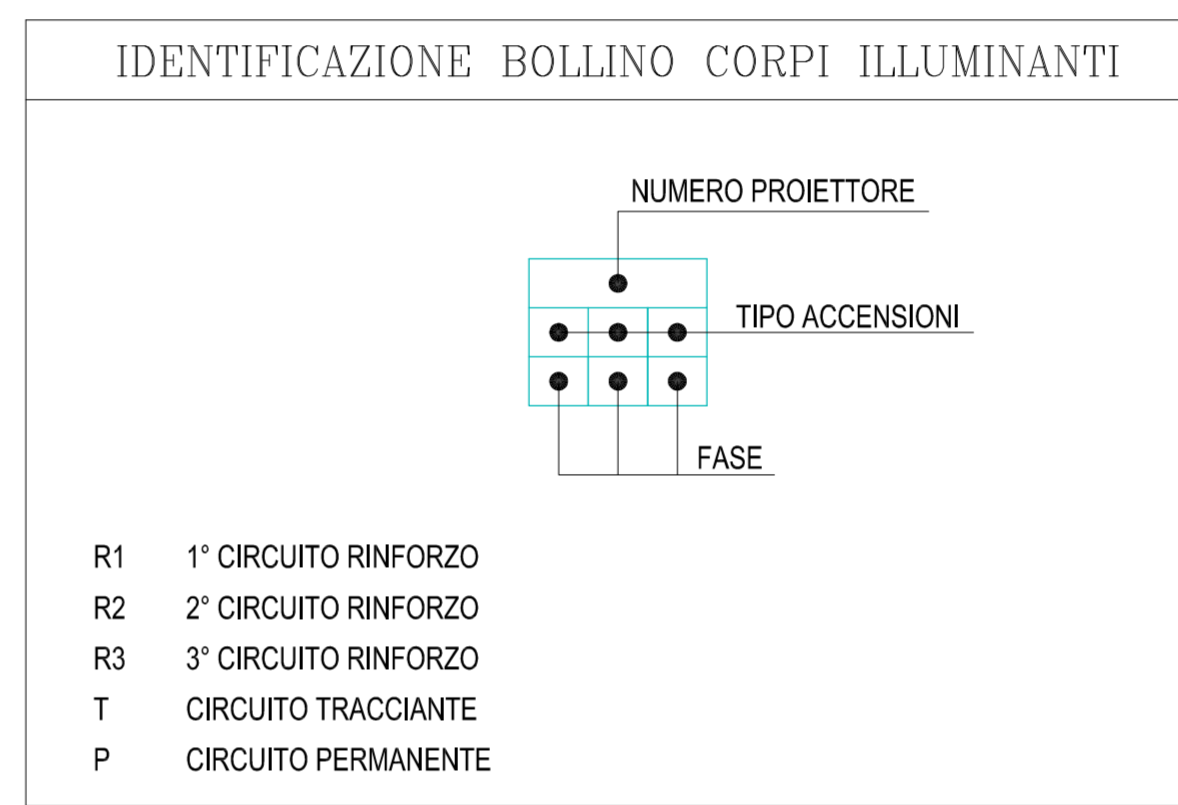 IDENTIFICAZIONE BOLLINO CORPI ILLUMINANTI
NUMERO PROIETTORE
TIPO ACCENSIONI
FASE
R1 1° CIRCUITO RINFORZO
R2 2° CIRCUITO RINFORZO
R3 3° CIRCUITO RINFORZO
T CIRCUITO TRACCIANTE
P CIRCUITO PERMANENTE